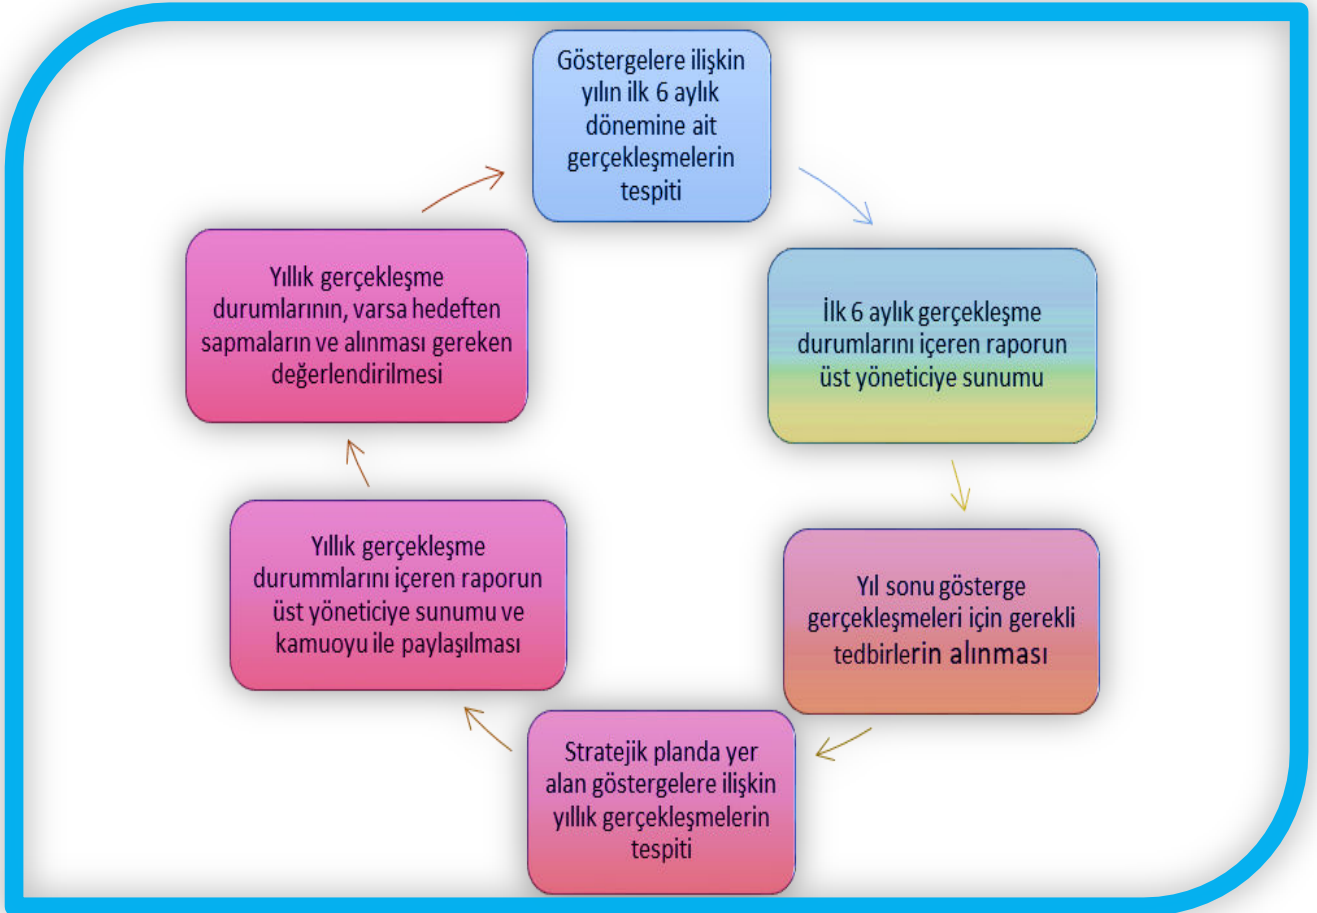 Göstergelere ilişkin
yılın ilk 6 aylık
dönemine ait
gerçekleşmelerin
tespiti
İlk 6 aylık gerçekleşme
durumlarını içeren raporun
üst yöneticiye sunumu
Yıl sonu gösterge
gerçekleşmeleri için gerekli
tedbirlerin alınması
Stratejik planda yer
alan göstergelere ilişkin
yıllık gerçekleşmelerin
tespiti
Yıllık gerçekleşme
durummlarını içeren raporun
üst yöneticiye sunumu ve
kamuoyu ile paylaşılması
Yıllık gerçekleşme
durumlarının, varsa hedeften
sapmaların ve alınması gereken
değerlendirilmesi